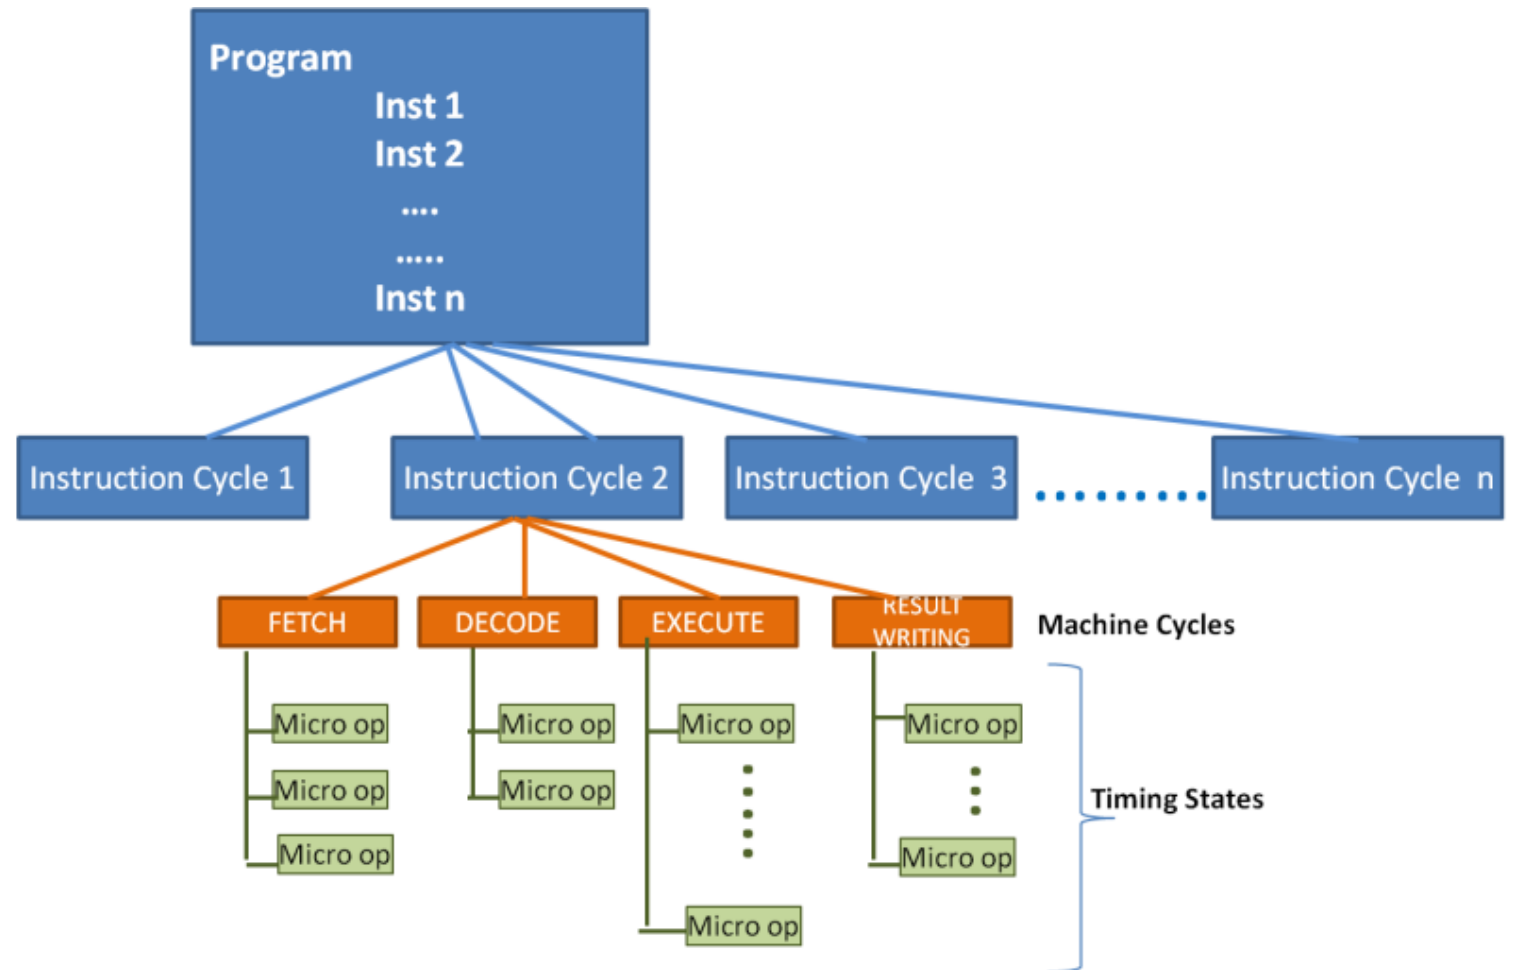 Program
Inst 1
Inst 2
....
.....
Inst n
Instruction Cycle 1
Instruction Cycle 2
Instruction Cycle 3
Instruction Cycle n
FETCH
DECODE
EXECUTE
RESULT
WRITING
Machine Cycles
Micro op
Micro op
Micro op
Micro op
Micro op
Micro op
Micro op
Micro op
Micro op
Timing States